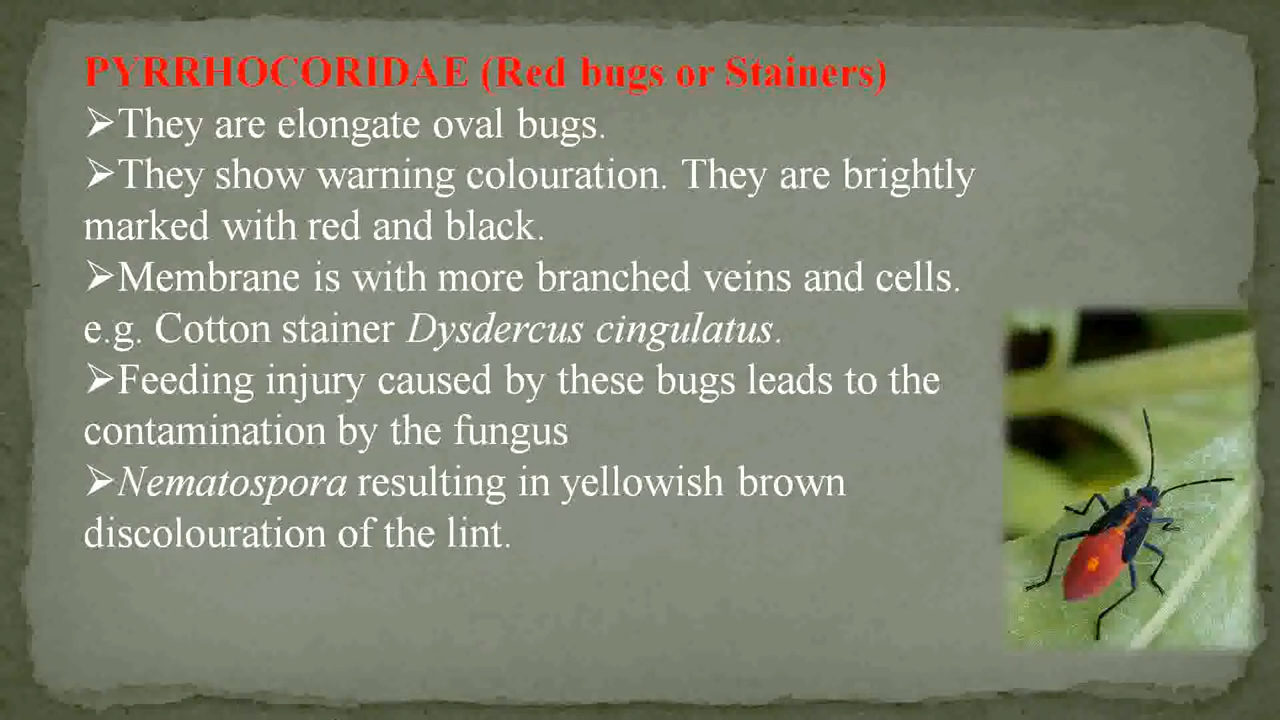 PYRRHOCORIDAE (Red bugs or Stainers)
➢They are elongate oval bugs.
➢They show warning colouration. They are brightly
marked with red and black.
➢Membrane is with more branched veins and cells.
e.g. Cotton stainer Dysdercus cingulatus.
➢Feeding injury caused by these bugs leads to the
contamination by the fungus
➢Nematospora resulting in yellowish brown
discolouration of the lint.